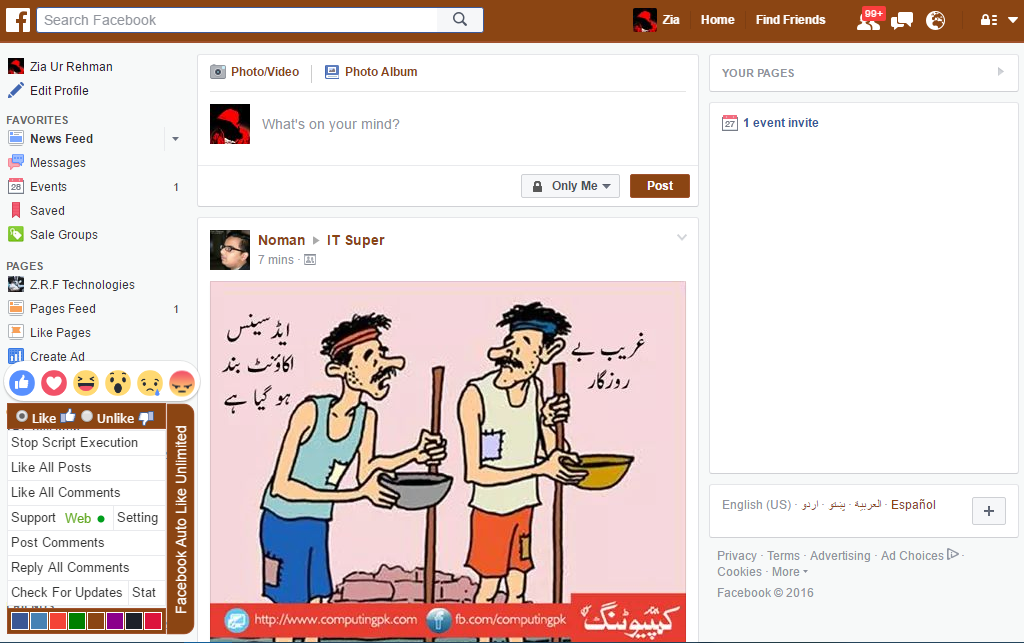 Search Facebook
Zia
Home
Find Friends
99+
Zia Ur Rehman
Edit Profile
FAVORITES
News Feed
Messages
28
Events
1
Saved
Sale Groups
PAGES
Z.R.F Technologies
Pages Feed
1
Like Pages
Create Ad
Like
Unlike
Stop Script Execution
Like All Posts
Like All Comments
Support
Web
Setting
Post Comments
Reply All Comments
Check For Updates
Stat
Facebook Auto Like Unlimited
Photo/Video
Photo Album
What's on your mind?
Only Me
Post
Noman
IT Super
7 mins ·
ایڈسینس
اکاؤنٹ بند
ہو گیا ہے
غریب بے
روزگار
http://www.computingpk.com
fb.com/computingpk
کمپیوٹنگ
YOUR PAGES
27
1 event invite
English (US) · اردو · پښتو · العربية · Español
+
Privacy · Terms · Advertising · Ad Choices ·
Cookies · More
Facebook © 2016